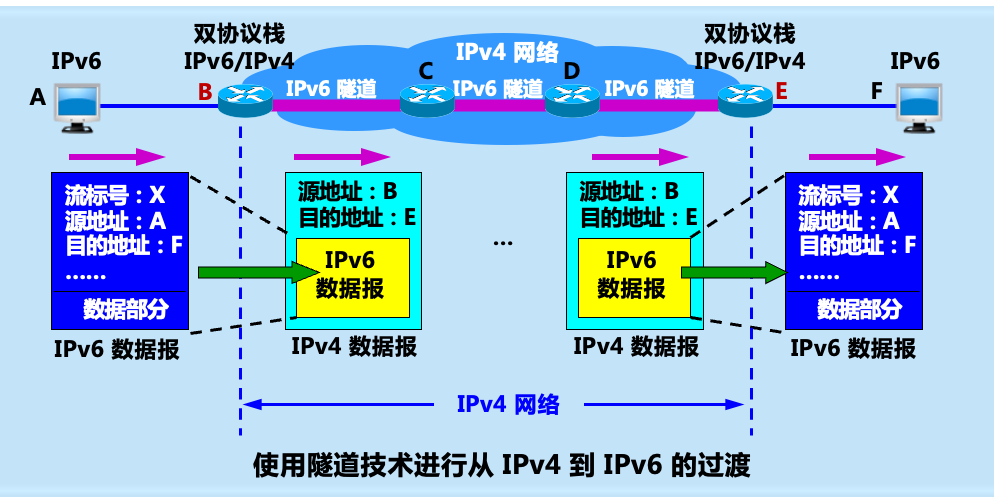 双协议栈
IPv6/IPv4
IPv4 网络
双协议栈
IPv6/IPv4
IPv6
IPv6
A
B
IPv6 隧道
C
IPv6 隧道
D
IPv6 隧道
E
F
流标号：X
源地址：A
目的地址：F
……
数据部分
IPv6 数据报
源地址：B
目的地址：E
IPv6
数据报
IPv4 数据报
…
源地址：B
目的地址：E
IPv6
数据报
IPv4 数据报
流标号：X
源地址：A
目的地址：F
……
数据部分
IPv6 数据报
IPv4 网络
使用隧道技术进行从 IPv4 到 IPv6 的过渡